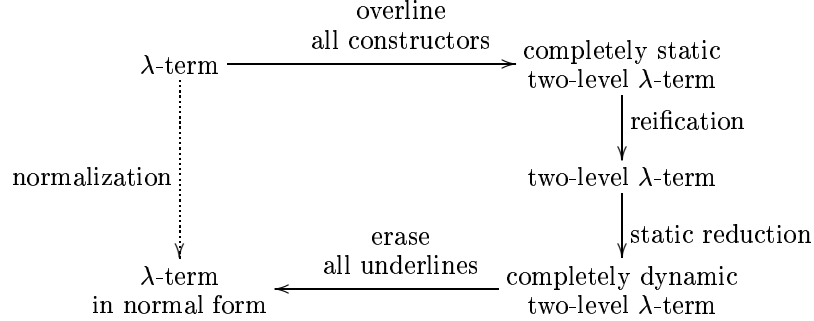 overline
all constructors
λ-term
completely static
two-level λ-term
reification
normalization
two-level λ-term
static reduction
erase
all underlines
λ-term
in normal form
completely dynamic
two-level λ-term